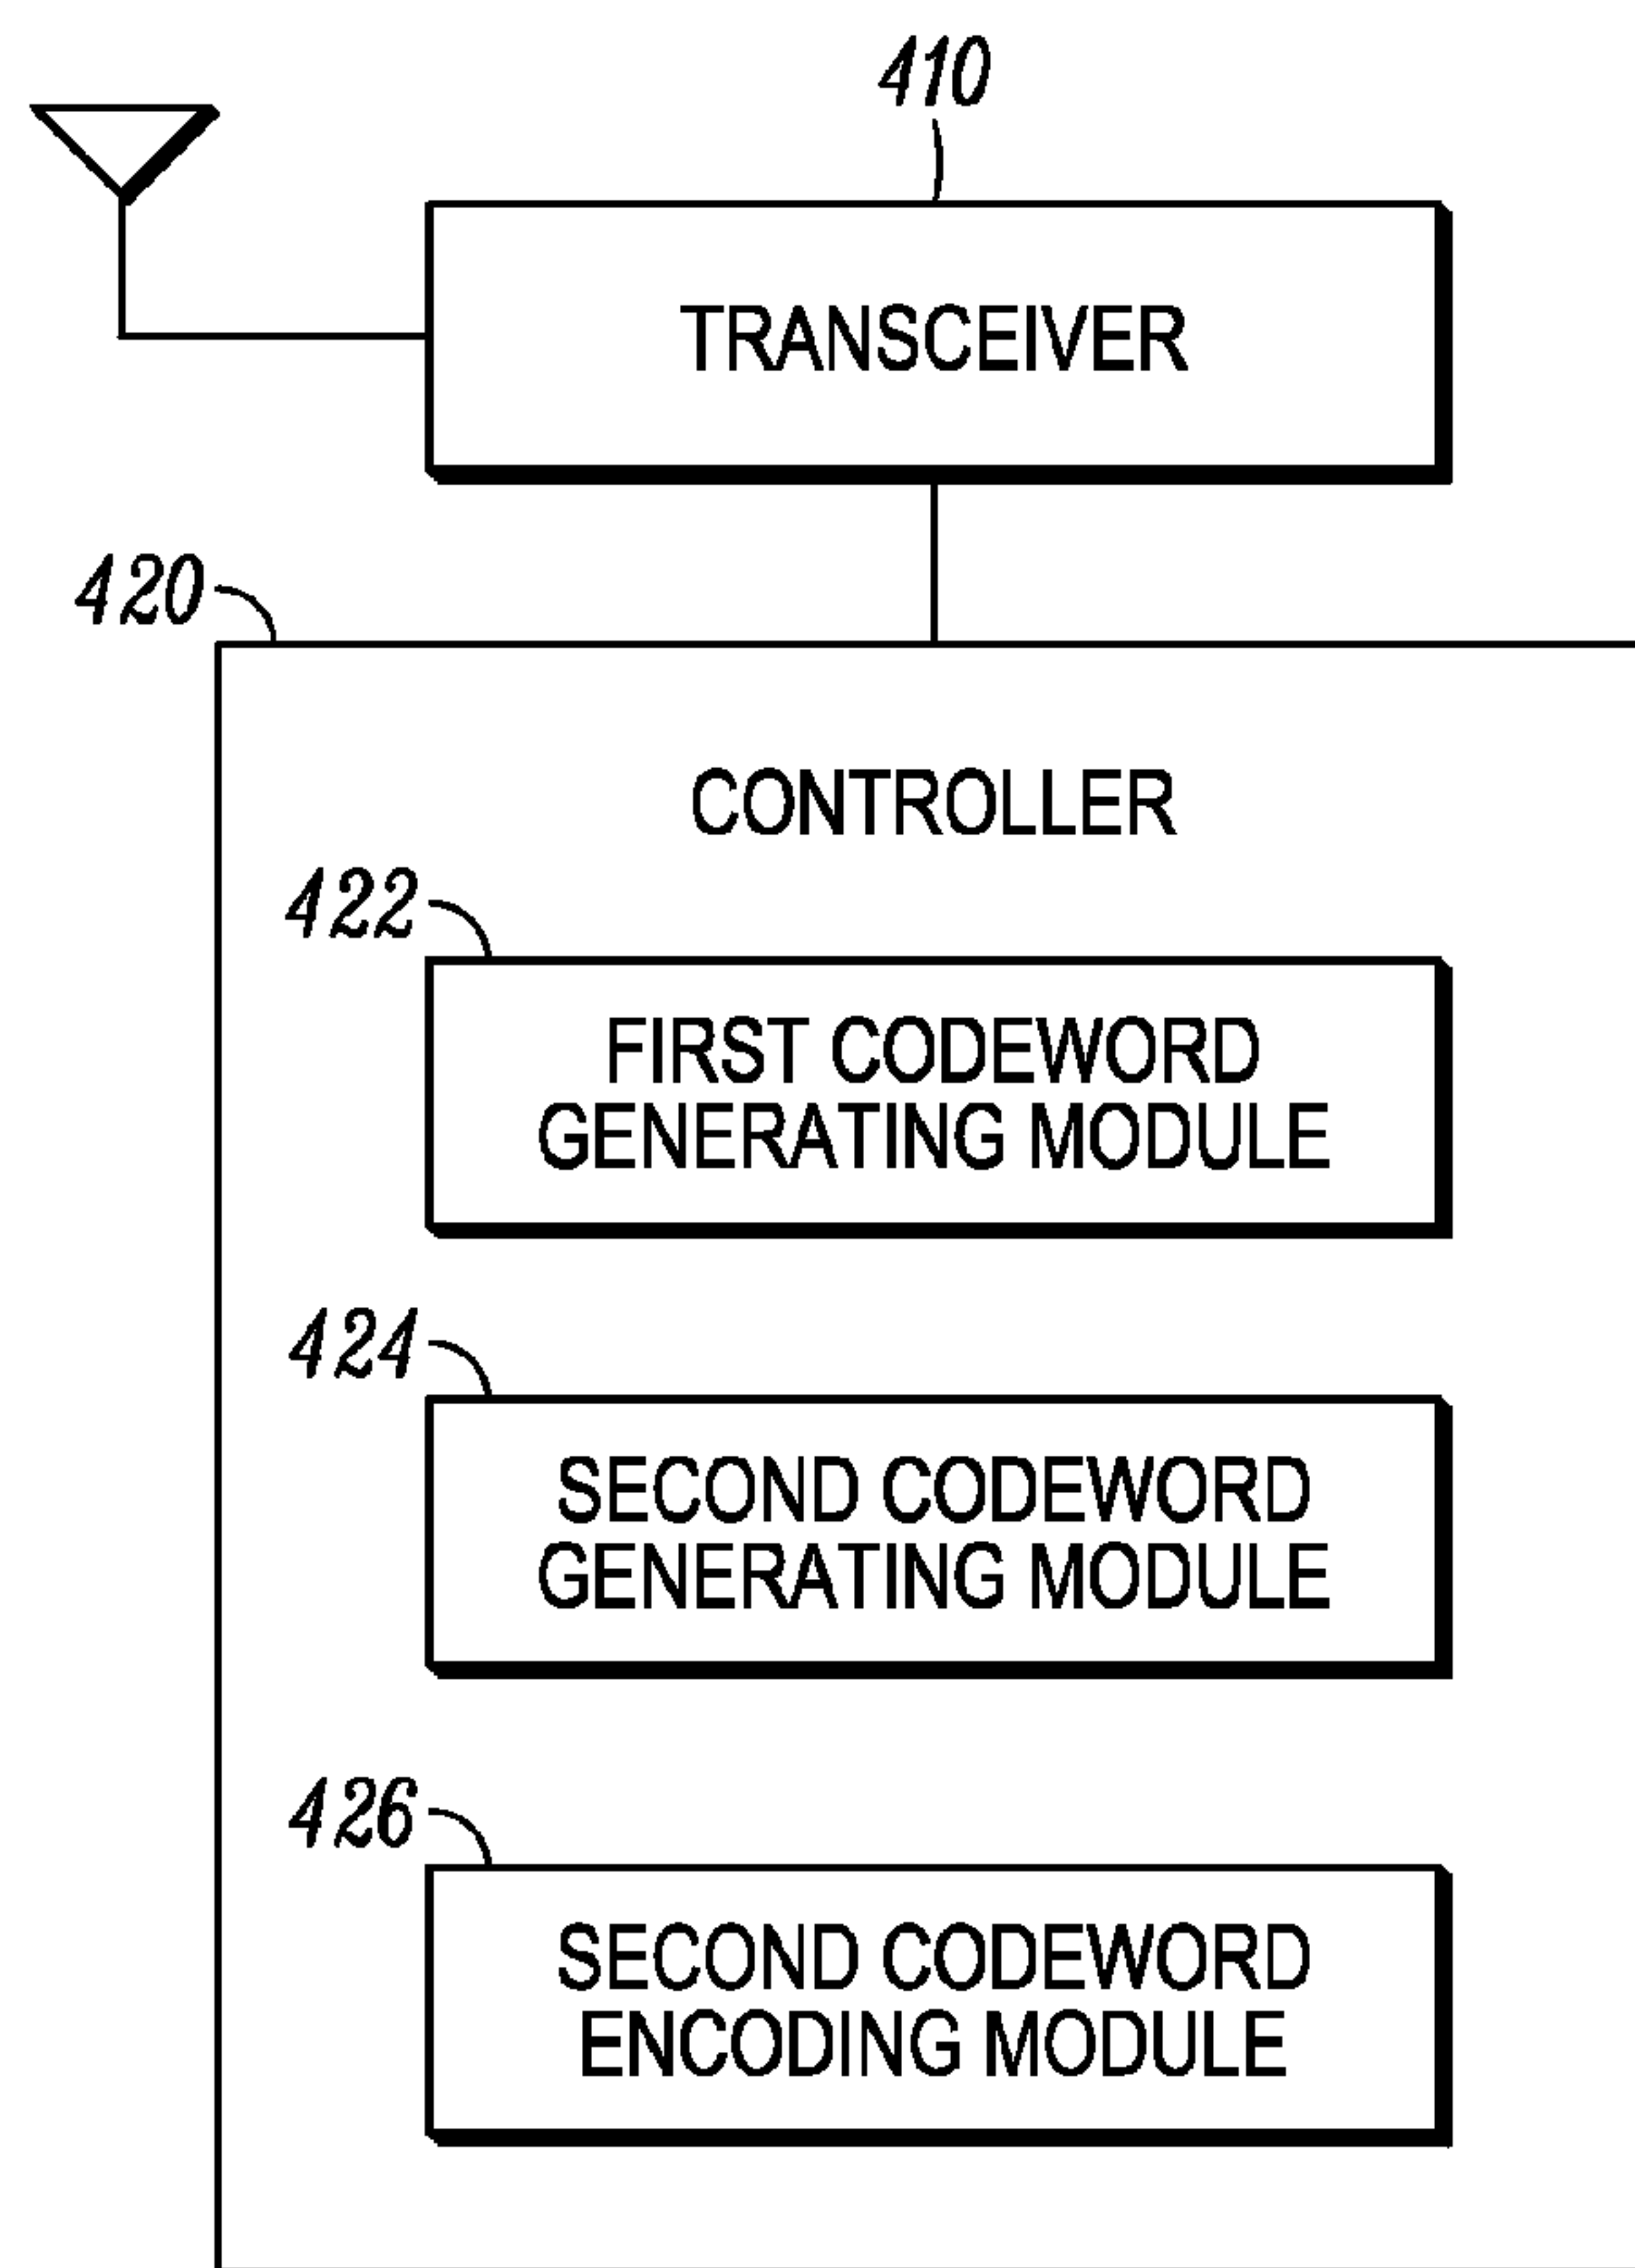 410
TRANSCEIVER
420
CONTROLLER
422
FIRST CODEWORD
GENERATING MODULE
424
SECOND CODEWORD
GENERATING MODULE
426
SECOND CODEWORD
ENCODING MODULE